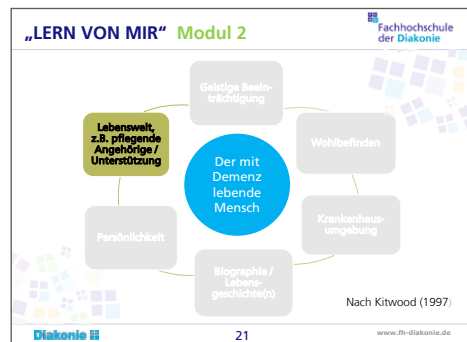 „LERN VON MIR“ Modul 2
Fachhochschule
der Diakonie
Geistige Beein-
trächtigung
Lebenswelt,
z.B. pflegende
Angehörige /
Unterstützung
Wohlbefinden
Der mit
Demenz
lebende
Mensch
Persönlichkeit
Krankenhaus-
umgebung
Biographie /
Lebens-
geschichte(n)
Nach Kitwood (1997)
Diakonie
21
www.fh-diakonie.de